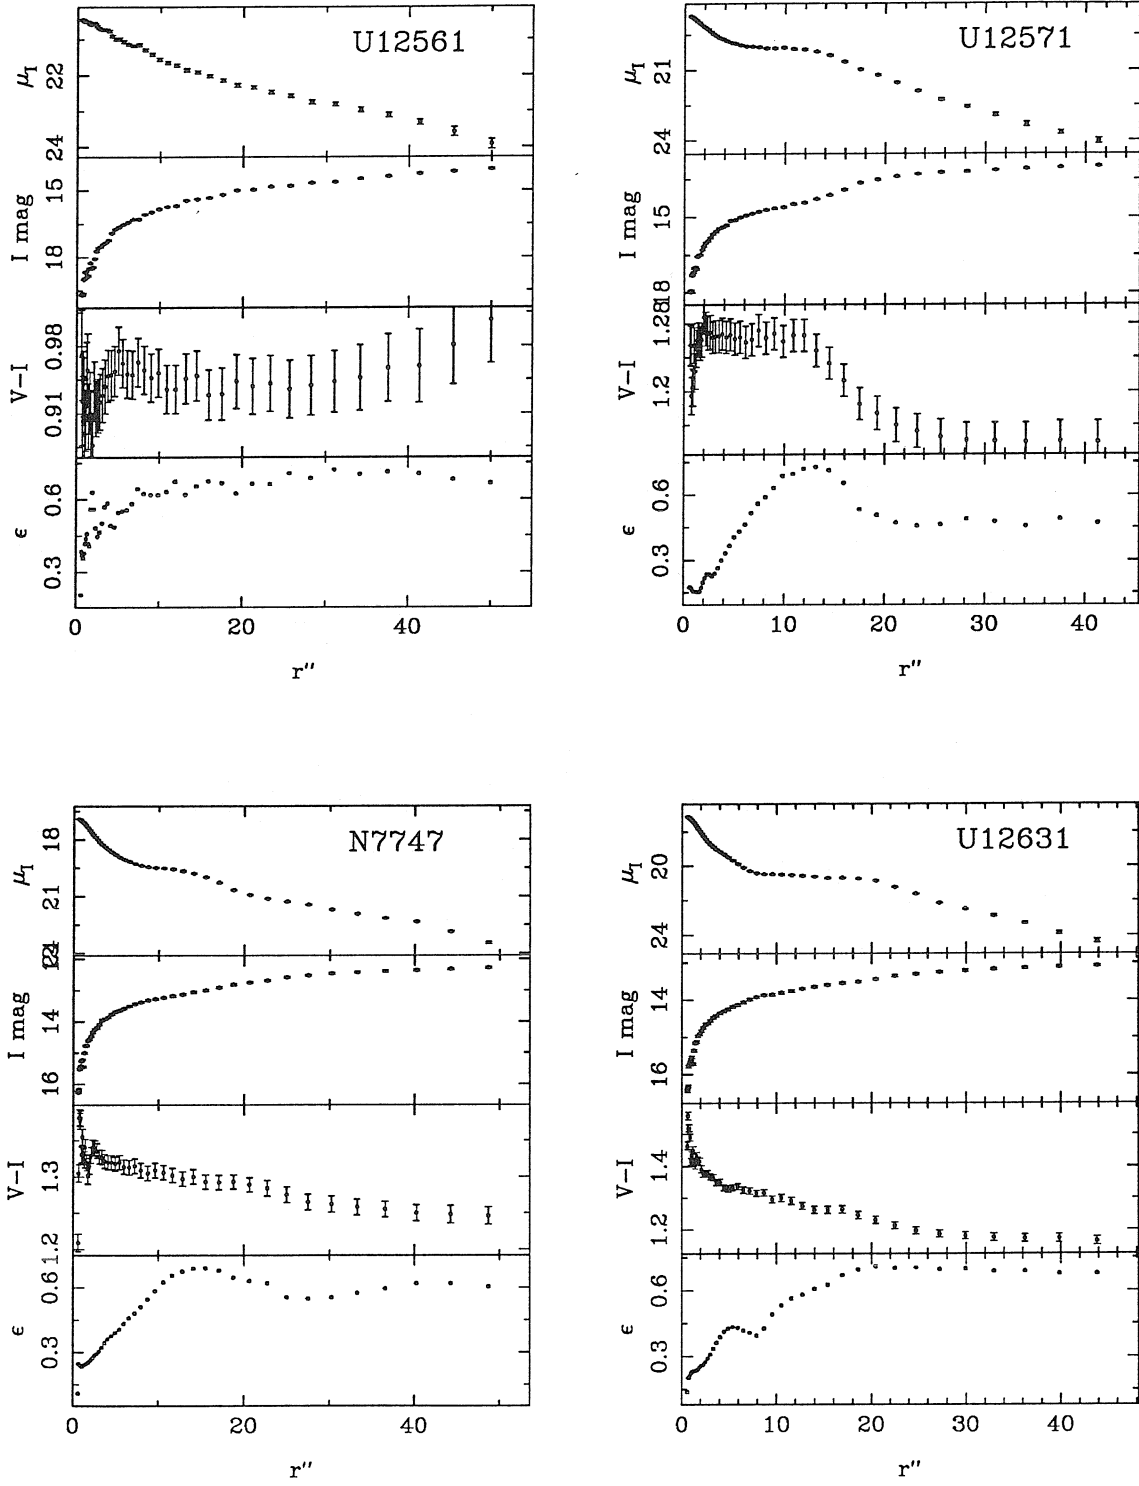 U12561
μI
22
24
I mag
15
18
V-I
0.98
0.91
ϵ
0.6
0.3
0 20 40
r″
U12571
μI
21
24
I mag
15
18
V-I
1.28
1.2
ϵ
0.6
0.3
0 10 20 30 40
r″
N7747
μI
18
21
24
I mag
12
14
16
V-I
1.3
1.2
ϵ
0.6
0.3
0 20 40
r″
U12631
μI
20
24
I mag
14
16
V-I
1.4
1.2
ϵ
0.6
0.3
0 10 20 30 40
r″